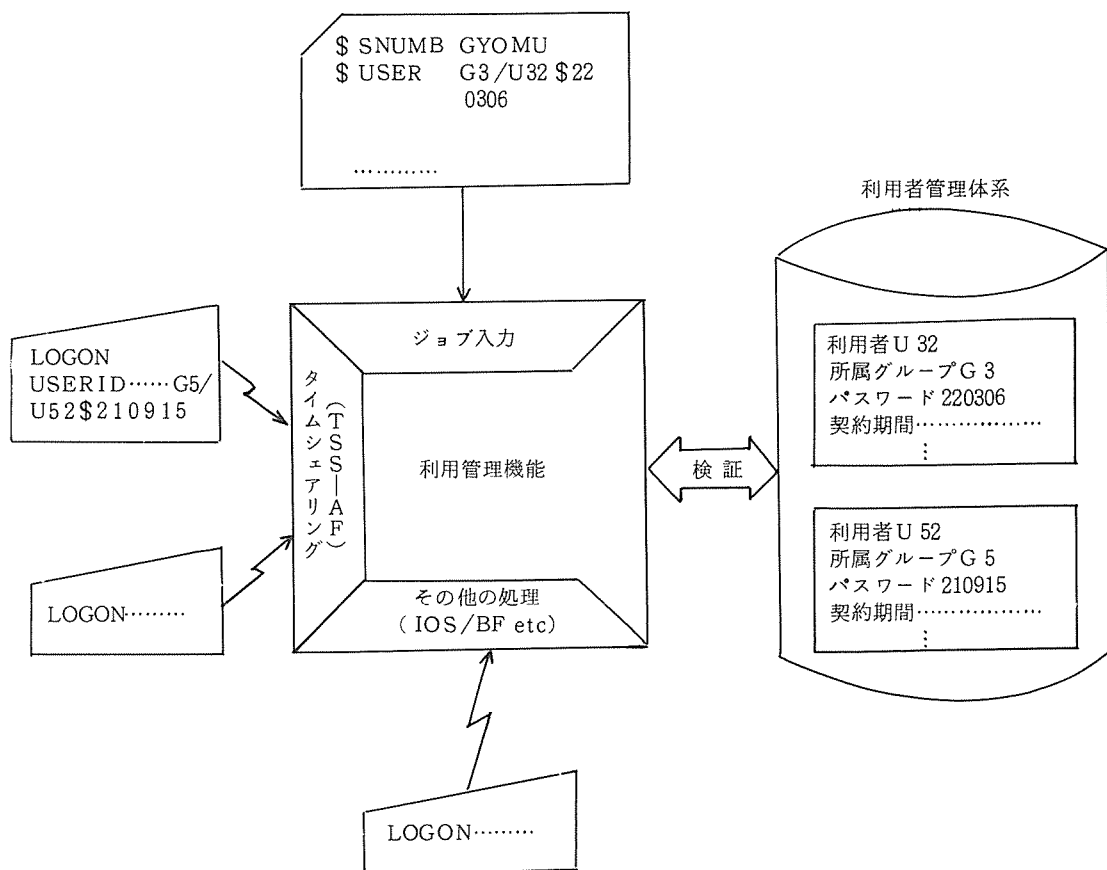 $ SNUMB GYOMU
$ USER G3/U32$22
0306
…………
利用者管理体系
ジョブ入力
LOGON
USERID……G5/
U52$210915
タイムシェアリング
(TSS—AF)
利用管理機能
検証
利用者U 32
所属グループG 3
パスワード220306
契約期間………………
⋮
利用者U 52
所属グループG 5
パスワード210915
契約期間………………
⋮
LOGON………
その他の処理
( IOS/BF etc)
LOGON………